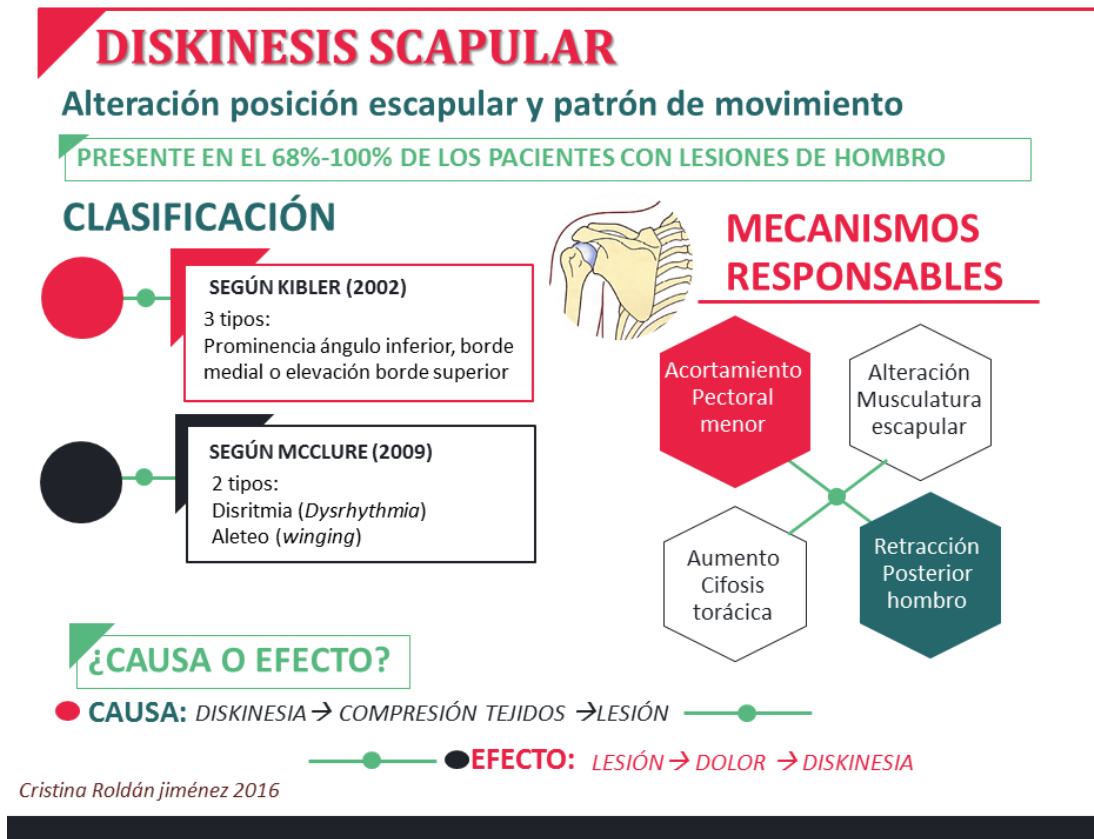 DISKINESIS SCAPULAR
Alteración posición escapular y patrón de movimiento
PRESENTE EN EL 68%-100% DE LOS PACIENTES CON LESIONES DE HOMBRO
CLASIFICACIÓN
SEGÚN KIBLER (2002)
3 tipos:
Prominencia ángulo inferior, borde
medial o elevación borde superior
SEGÚN MCCLURE (2009)
2 tipos:
Disritmia (Dysrhythmia)
Aleteo (winging)
MECANISMOS
RESPONSABLES
Acortamiento
Pectoral
menor
Alteración
Musculatura
escapular
Aumento
Cifosis
torácica
Retracción
Posterior
hombro
¿CAUSA O EFECTO?
CAUSA: DISKINESIA → COMPRESIÓN TEJIDOS →LESIÓN
EFECTO: LESIÓN → DOLOR → DISKINESIA
Cristina Roldán jiménez 2016